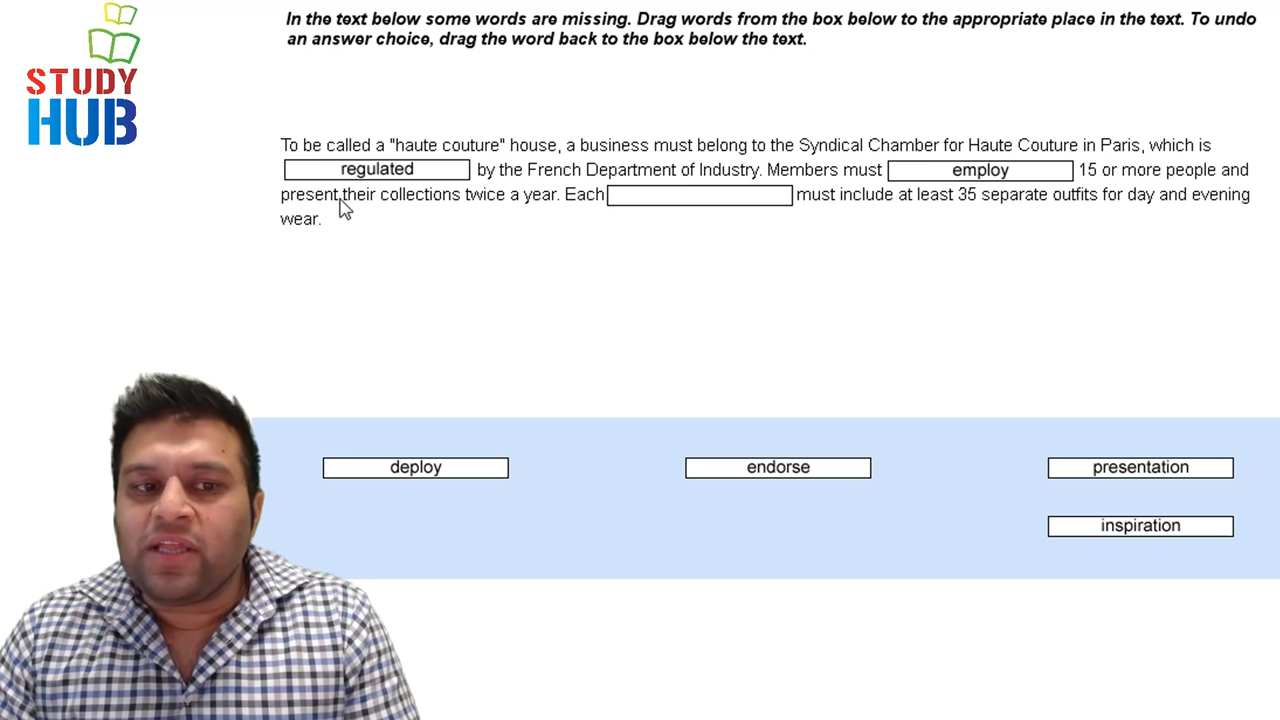 In the text below some words are missing. Drag words from the box below to the appropriate place in the text. To undo
an answer choice, drag the word back to the box below the text.
STUDY
HUB
To be called a "haute couture" house, a business must belong to the Syndical Chamber for Haute Couture in Paris, which is
regulated by the French Department of Industry. Members must employ 15 or more people and
present their collections twice a year. Each must include at least 35 separate outfits for day and evening
wear.
deploy endorse presentation
inspiration